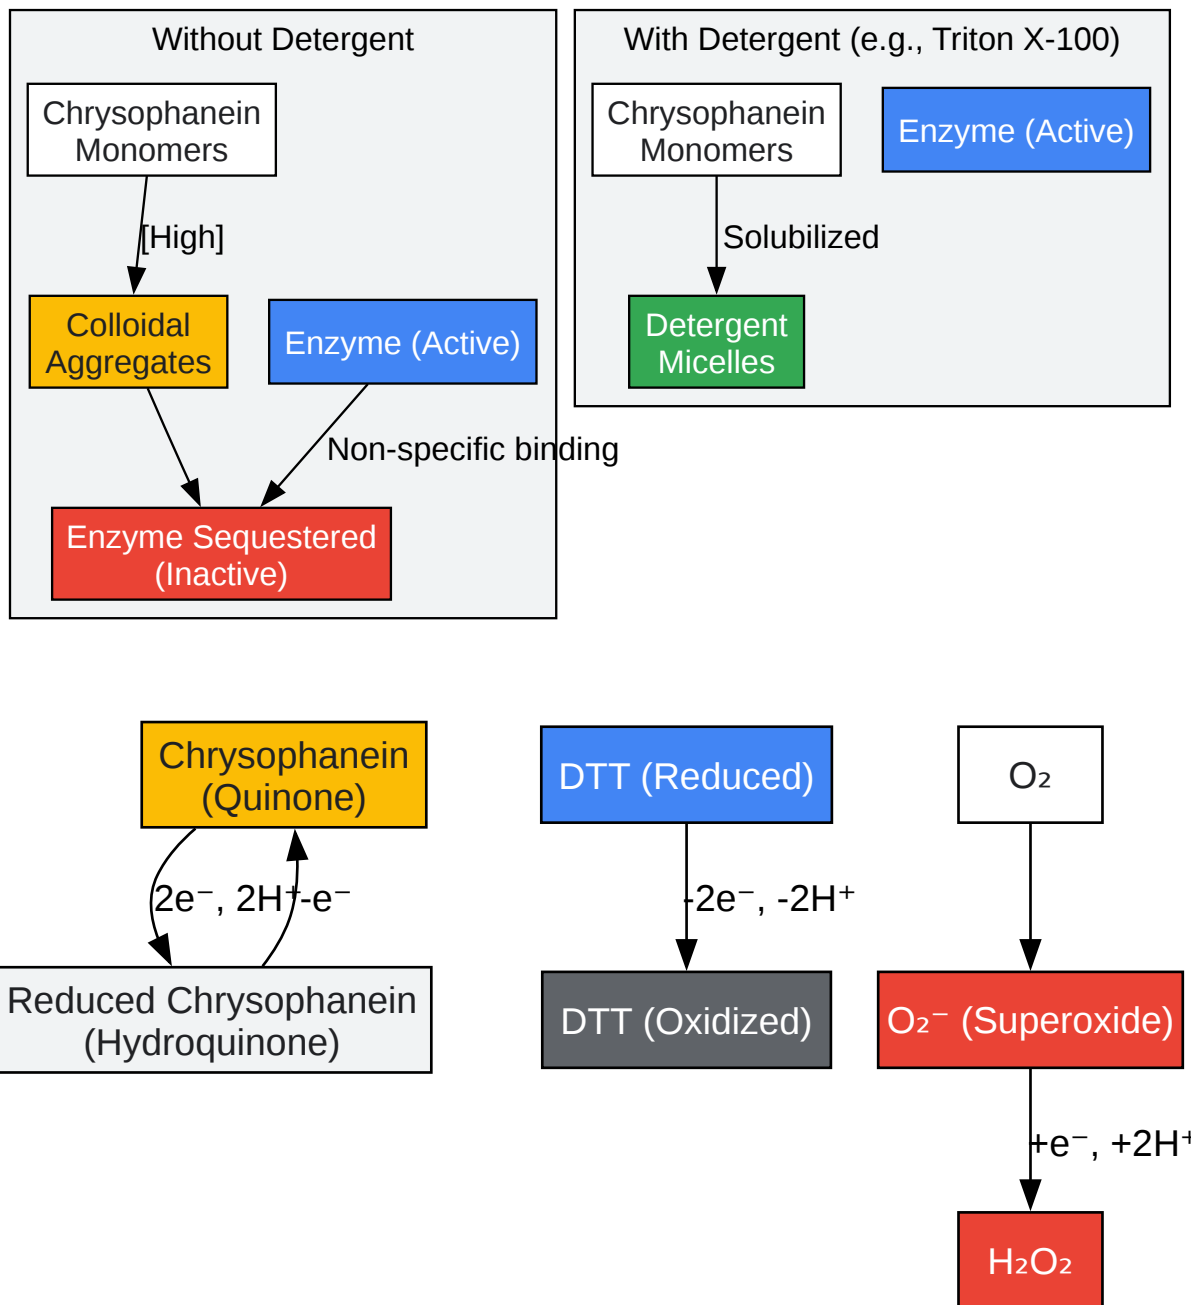 Without Detergent
Chrysophanein
Monomers
[High]
Colloidal
Aggregates
Enzyme (Active)
Non-specific binding
Enzyme Sequestered
(Inactive)
With Detergent (e.g., Triton X-100)
Chrysophanein
Monomers
Enzyme (Active)
Solubilized
Detergent
Micelles
Chrysophanein
(Quinone)
2e⁻, 2H⁺
-e⁻
Reduced Chrysophanein
(Hydroquinone)
DTT (Reduced)
-2e⁻, -2H⁺
DTT (Oxidized)
O₂
O₂⁻ (Superoxide)
+e⁻, +2H⁺
H₂O₂